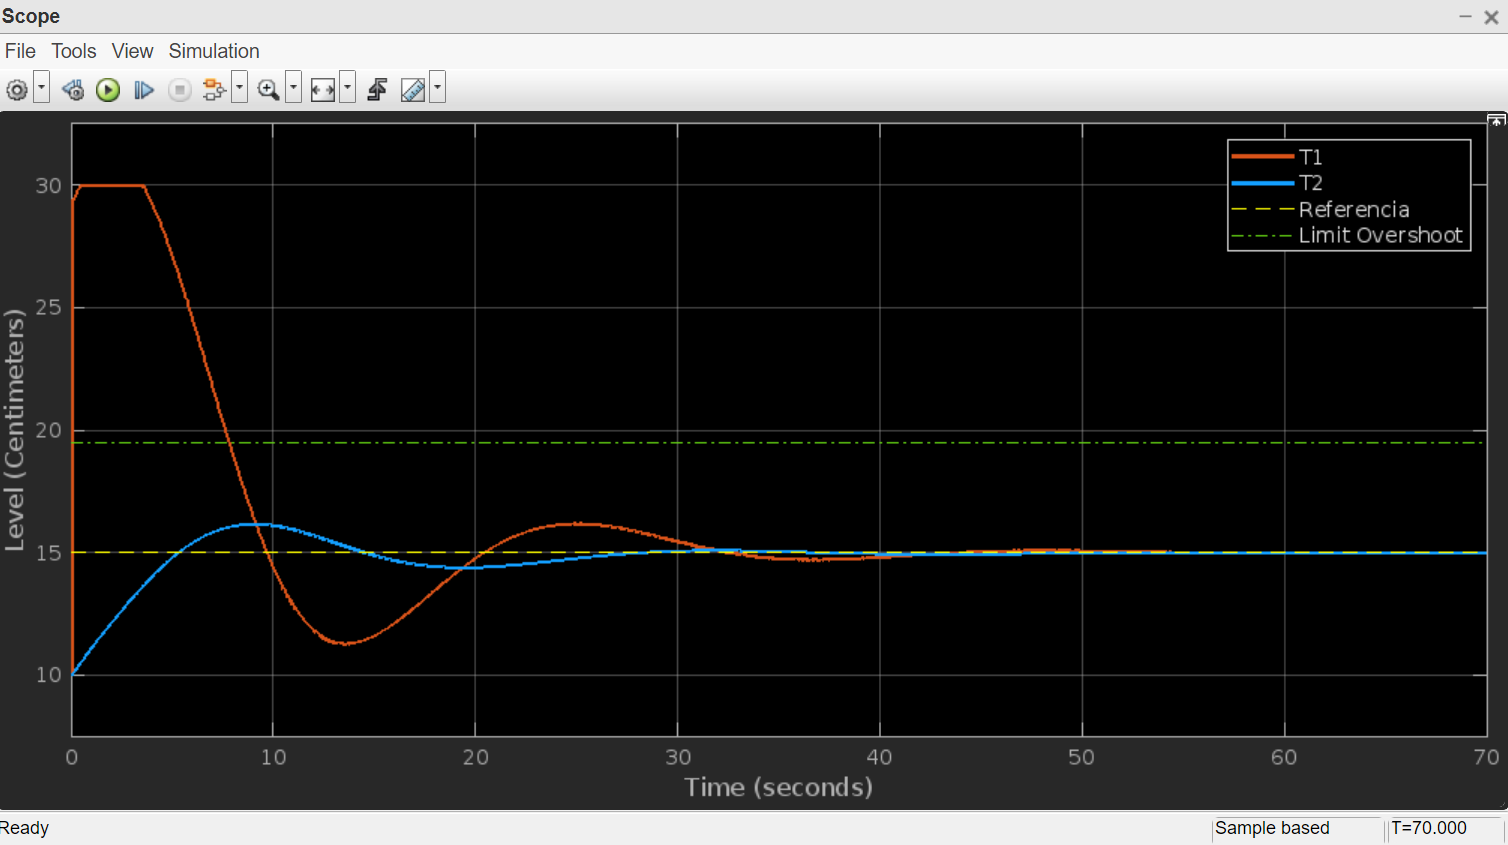 Scope
File Tools View Simulation
T1
T2
Referencia
Limit Overshoot
30
25
20
15
10
Level (Centimeters)
0 10 20 30 40 50 60 70
Time (seconds)
Ready
Sample based
T=70.000